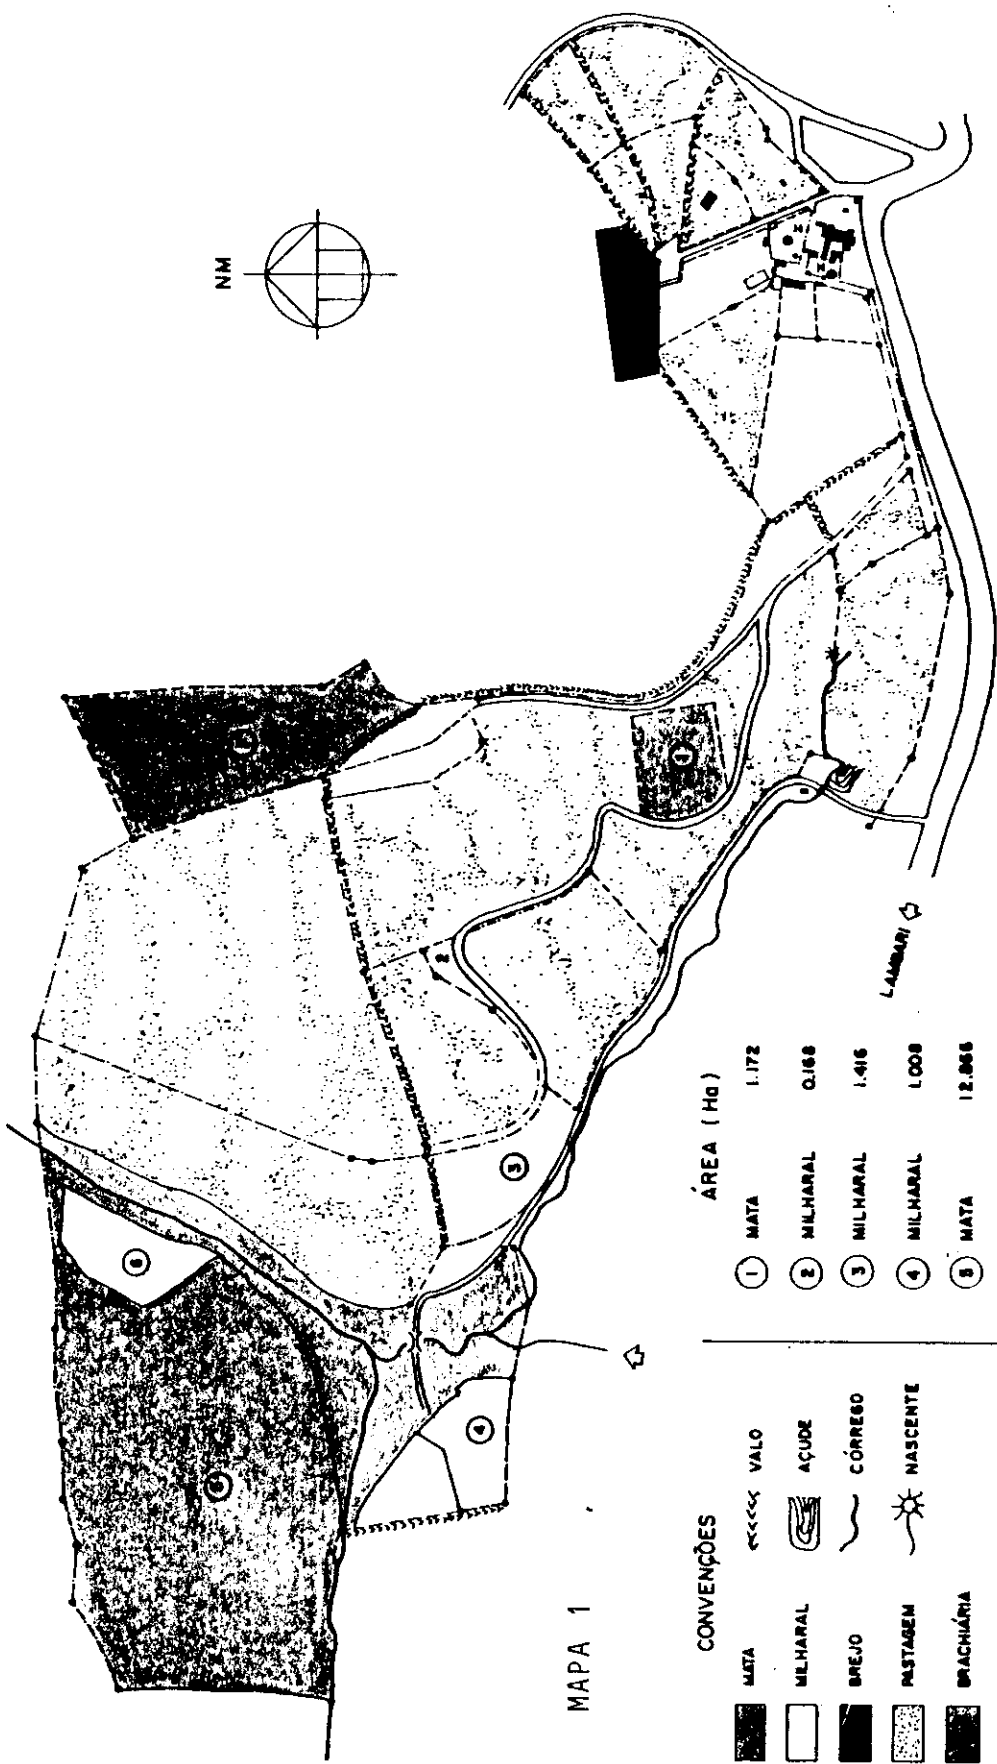 NM
1
1
2
3
6
5
4
MAPA 1
LAMBARI
CONVENÇÕES
MATA
MILHARAL
BREJO
PASTAGEM
BRACHIÁRIA
VALO
AÇUDE
CÓRREGO
NASCENTE
ÁREA (Ha)
1 MATA 1.172
2 MILHARAL 0.168
3 MILHARAL 1.416
4 MILHARAL 1.008
5 MATA 12.866